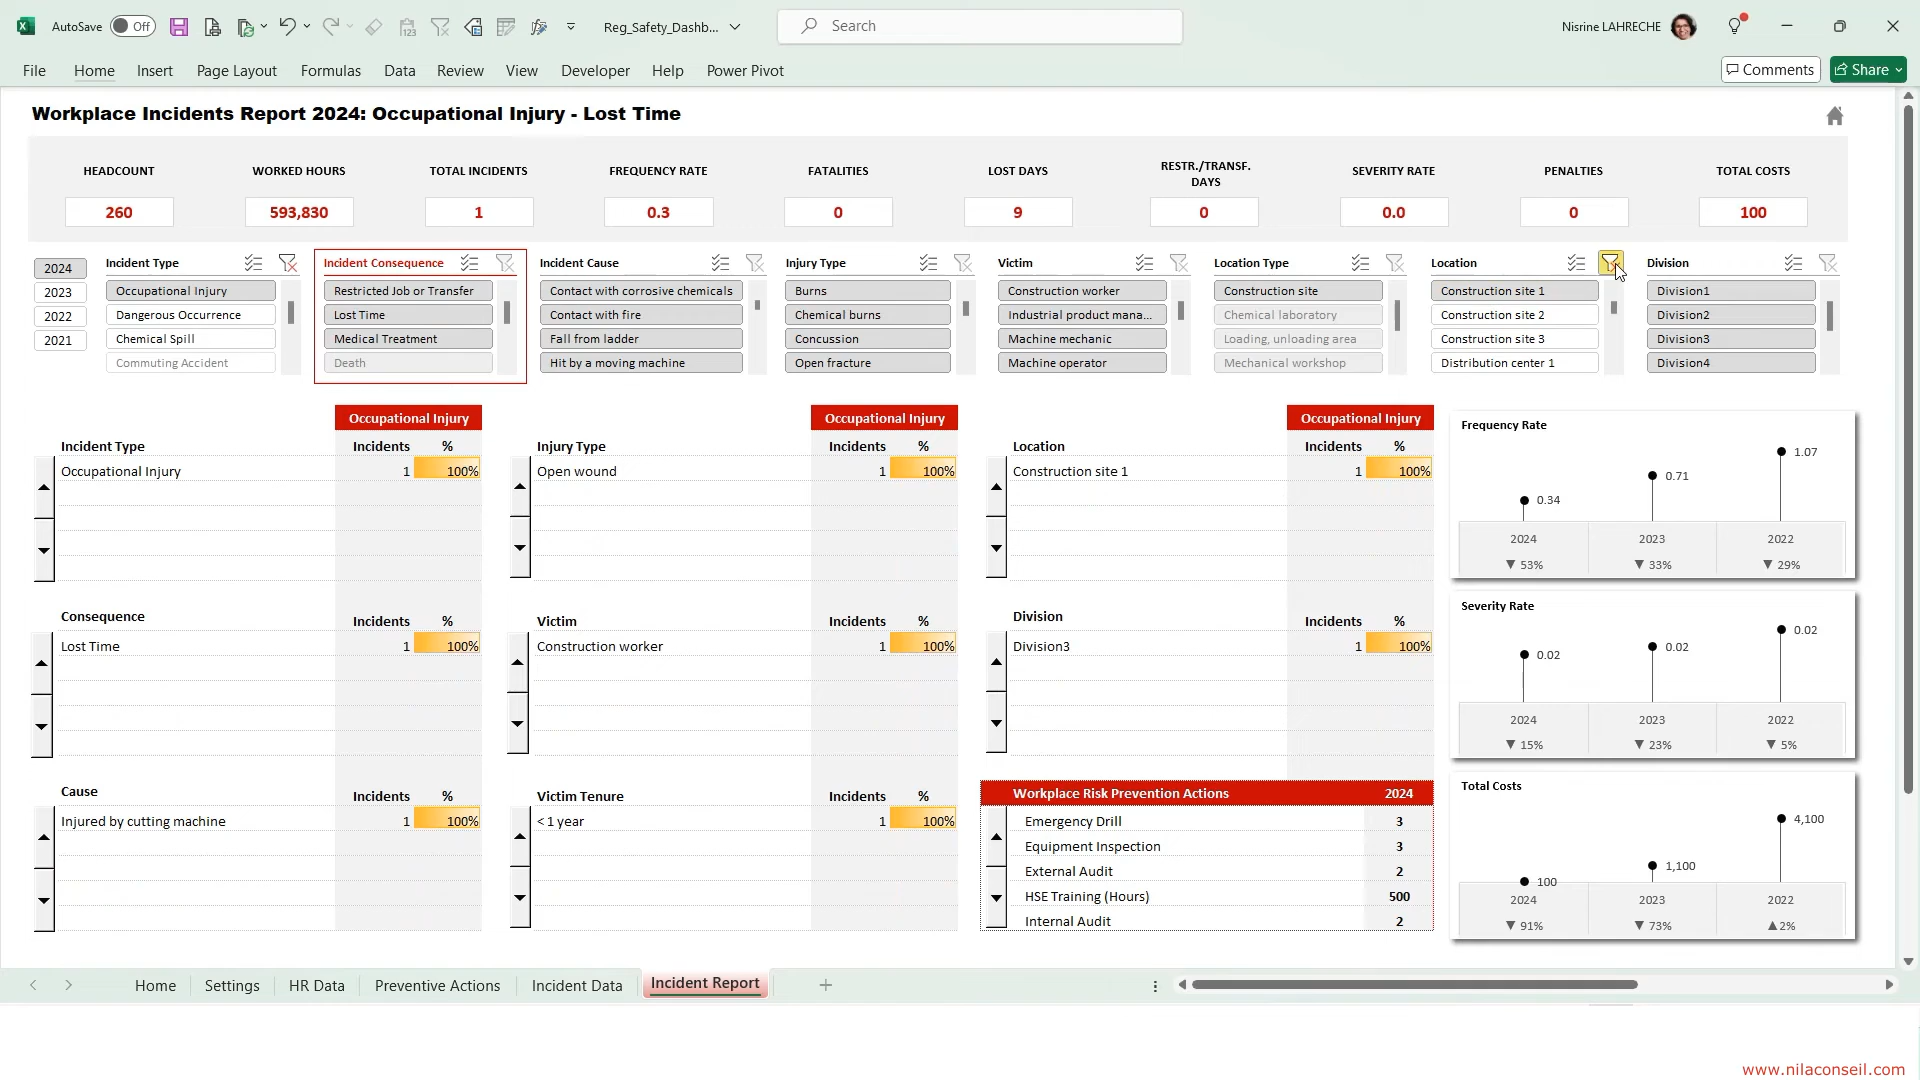 AutoSave Off Reg_Safety_Dashb... Search Nisrine LAHRECHE
File Home Insert Page Layout Formulas Data Review View Developer Help Power Pivot Comments Share
Workplace Incidents Report 2024: Occupational Injury - Lost Time
HEADCOUNT WORKED HOURS TOTAL INCIDENTS FREQUENCY RATE FATALITIES LOST DAYS RESTR./TRANSF. DAYS SEVERITY RATE PENALTIES TOTAL COSTS
260 593,830 1 0.3 0 9 0 0.0 0 100
2024
2023
2022
2021
Incident Type
Occupational Injury
Dangerous Occurrence
Chemical Spill
Commuting Accident
Incident Consequence
Restricted Job or Transfer
Lost Time
Medical Treatment
Death
Incident Cause
Contact with corrosive chemicals
Contact with fire
Fall from ladder
Hit by a moving machine
Injury Type
Burns
Chemical burns
Concussion
Open fracture
Victim
Construction worker
Industrial product mana...
Machine mechanic
Machine operator
Location Type
Construction site
Chemical laboratory
Loading, unloading area
Mechanical workshop
Location
Construction site 1
Construction site 2
Construction site 3
Distribution center 1
Division
Division1
Division2
Division3
Division4
Occupational Injury
Incident Type Incidents %
Occupational Injury 1 100%
Consequence Incidents %
Lost Time 1 100%
Cause Incidents %
Injured by cutting machine 1 100%
Occupational Injury
Injury Type Incidents %
Open wound 1 100%
Victim Incidents %
Construction worker 1 100%
Victim Tenure Incidents %
< 1 year 1 100%
Occupational Injury
Location Incidents %
Construction site 1 1 100%
Division Incidents %
Division3 1 100%
Workplace Risk Prevention Actions 2024
Emergency Drill 3
Equipment Inspection 3
External Audit 2
HSE Training (Hours) 500
Internal Audit 2
Frequency Rate
0.34 0.71 1.07
2024 2023 2022
▼ 53% ▼ 33% ▼ 29%
Severity Rate
0.02 0.02 0.02
2024 2023 2022
▼ 15% ▼ 23% ▼ 5%
Total Costs
100 1,100 4,100
2024 2023 2022
▼ 91% ▼ 73% ▲ 2%
Home Settings HR Data Preventive Actions Incident Data Incident Report
www.nilaconseil.com